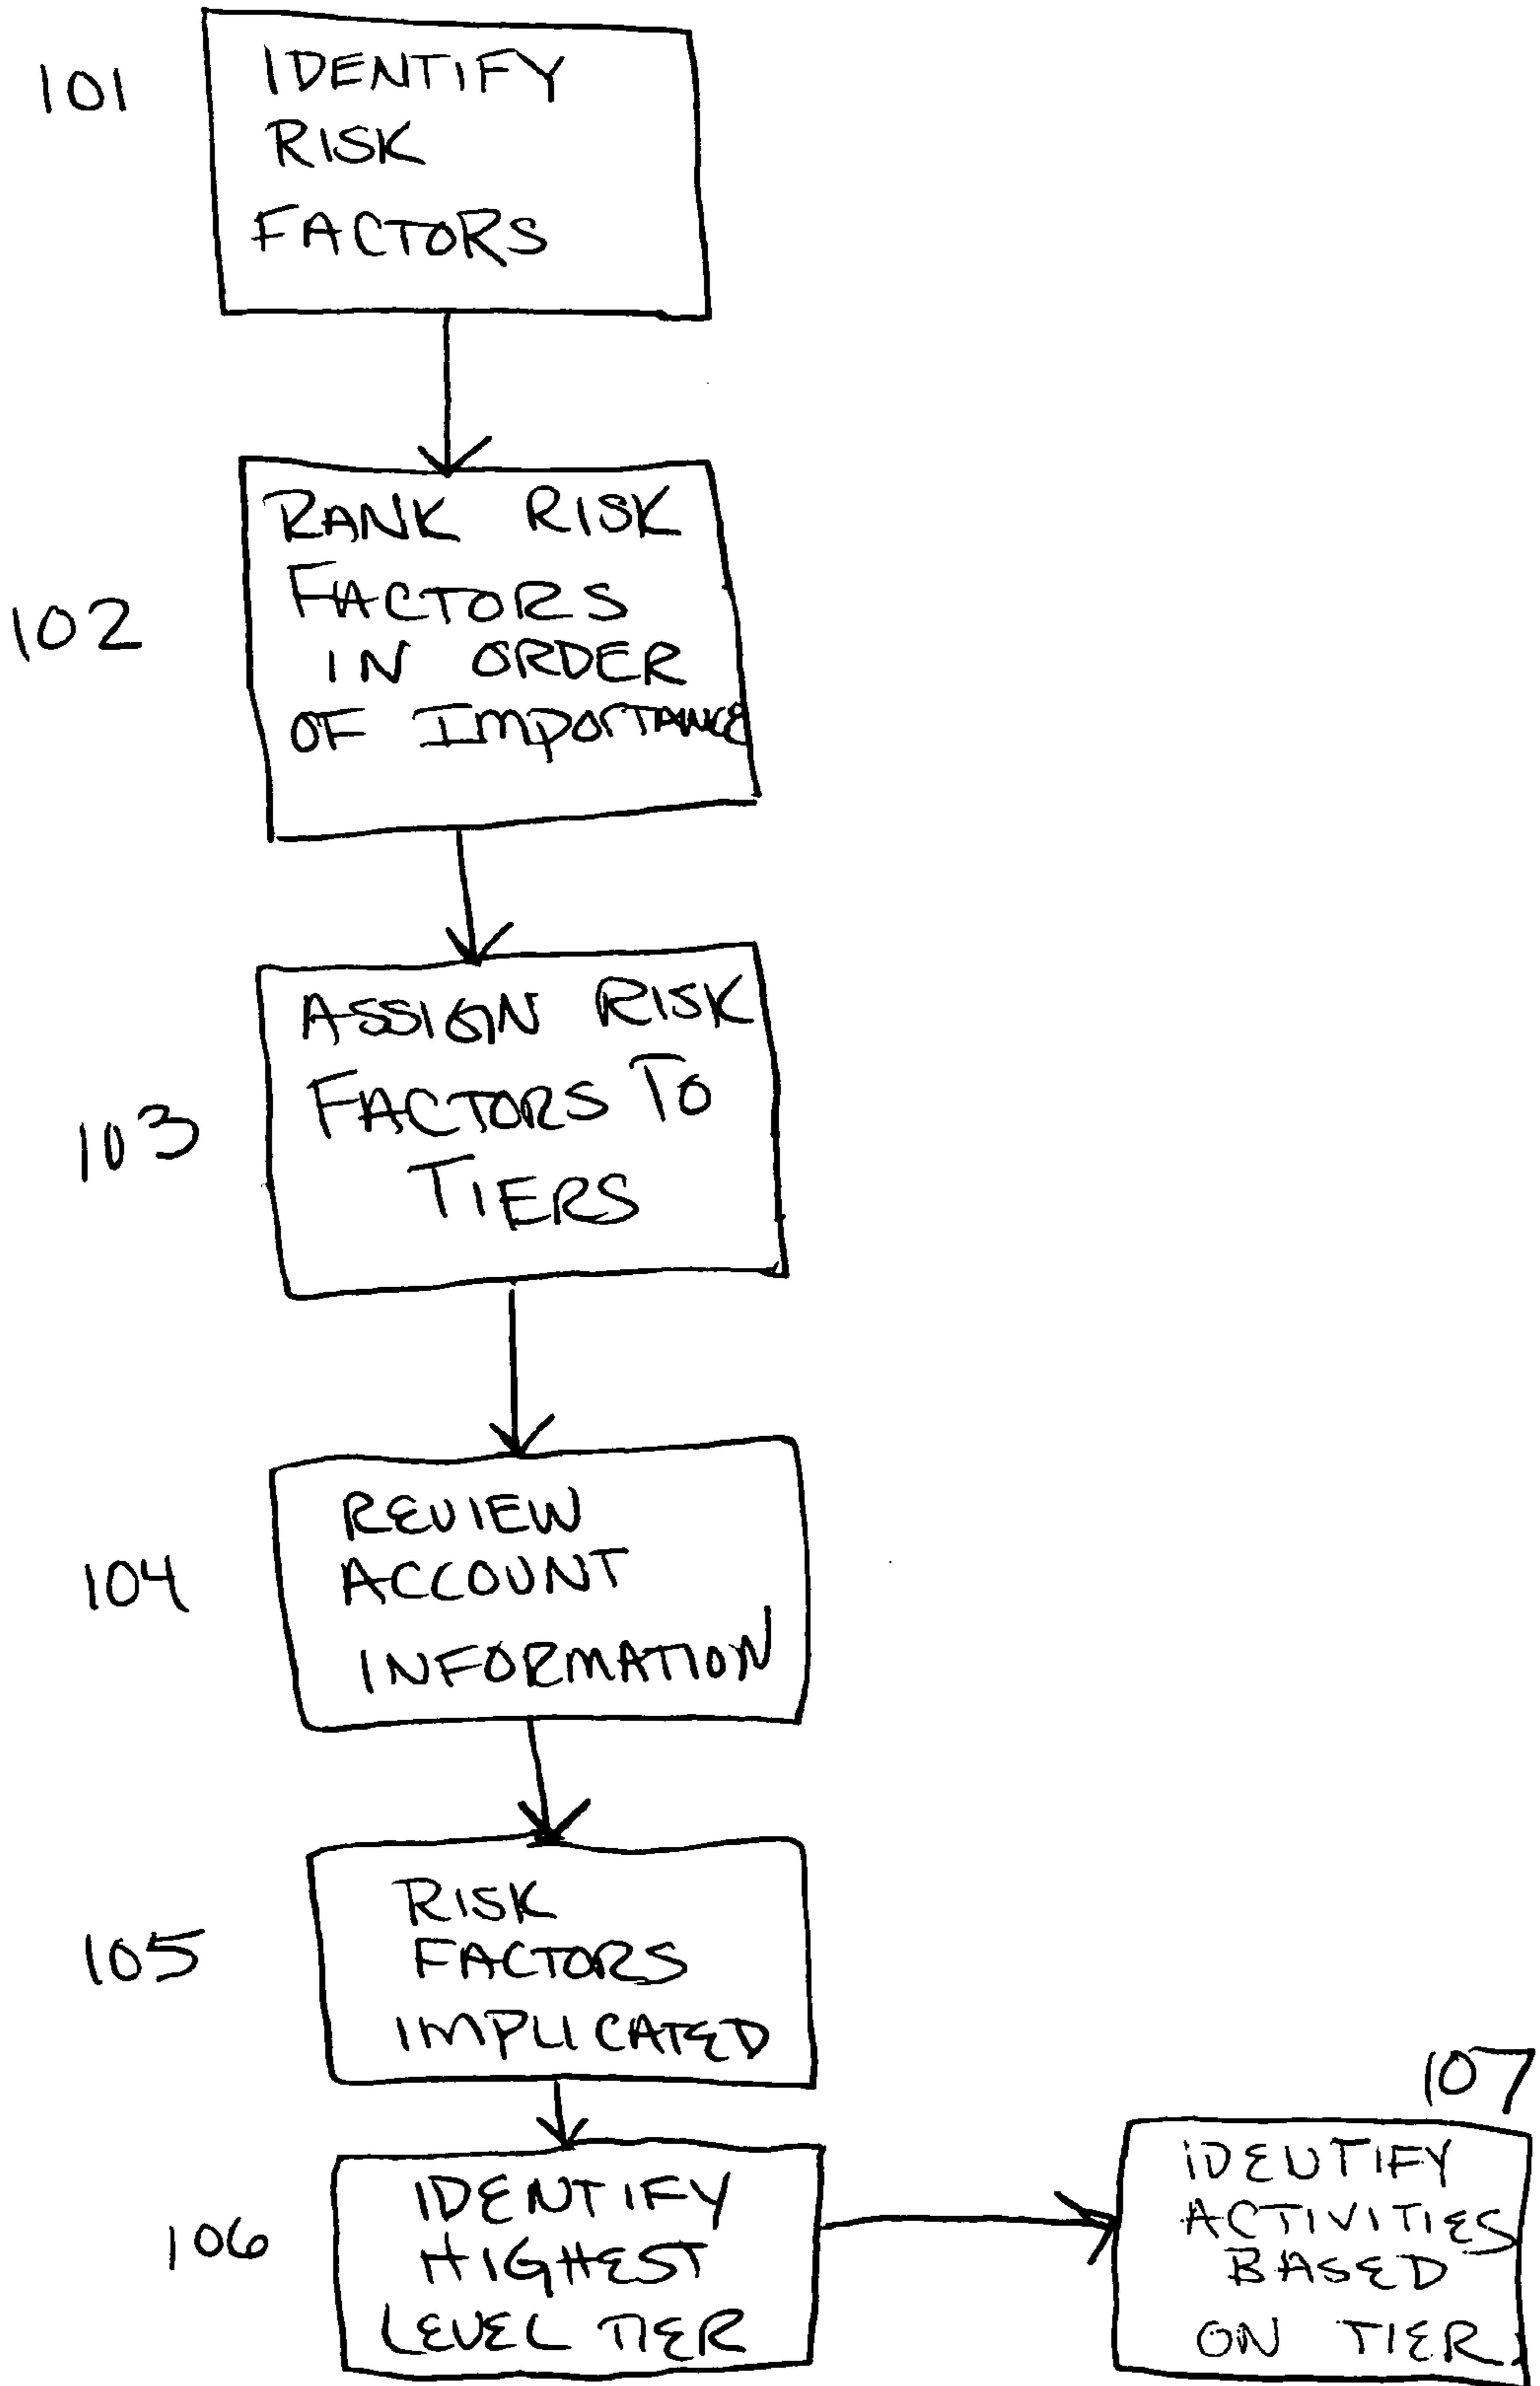 101
IDENTIFY
RISK
FACTORS
102
RANK RISK
FACTORS
IN ORDER
OF IMPORTANCE
103
ASSIGN RISK
FACTORS TO
TIERS
104
REVIEW
ACCOUNT
INFORMATION
105
RISK
FACTORS
IMPLICATED
106
IDENTIFY
HIGHEST
LEVEL TIER
107
IDENTIFY
ACTIVITIES
BASED
ON TIER